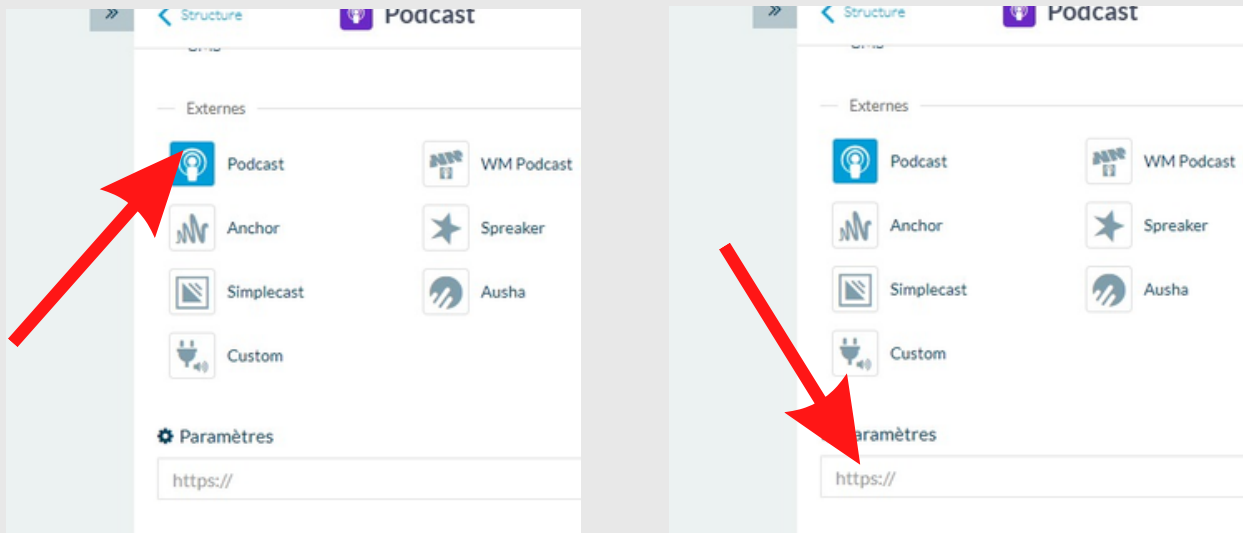 » Structure Podcast
Externes
Podcast WM Podcast
Anchor Spreaker
Simplecast Ausha
Custom
Paramètres
https://
» Structure Podcast
Externes
Podcast WM Podcast
Anchor Spreaker
Simplecast Ausha
Custom
aramètres
https://